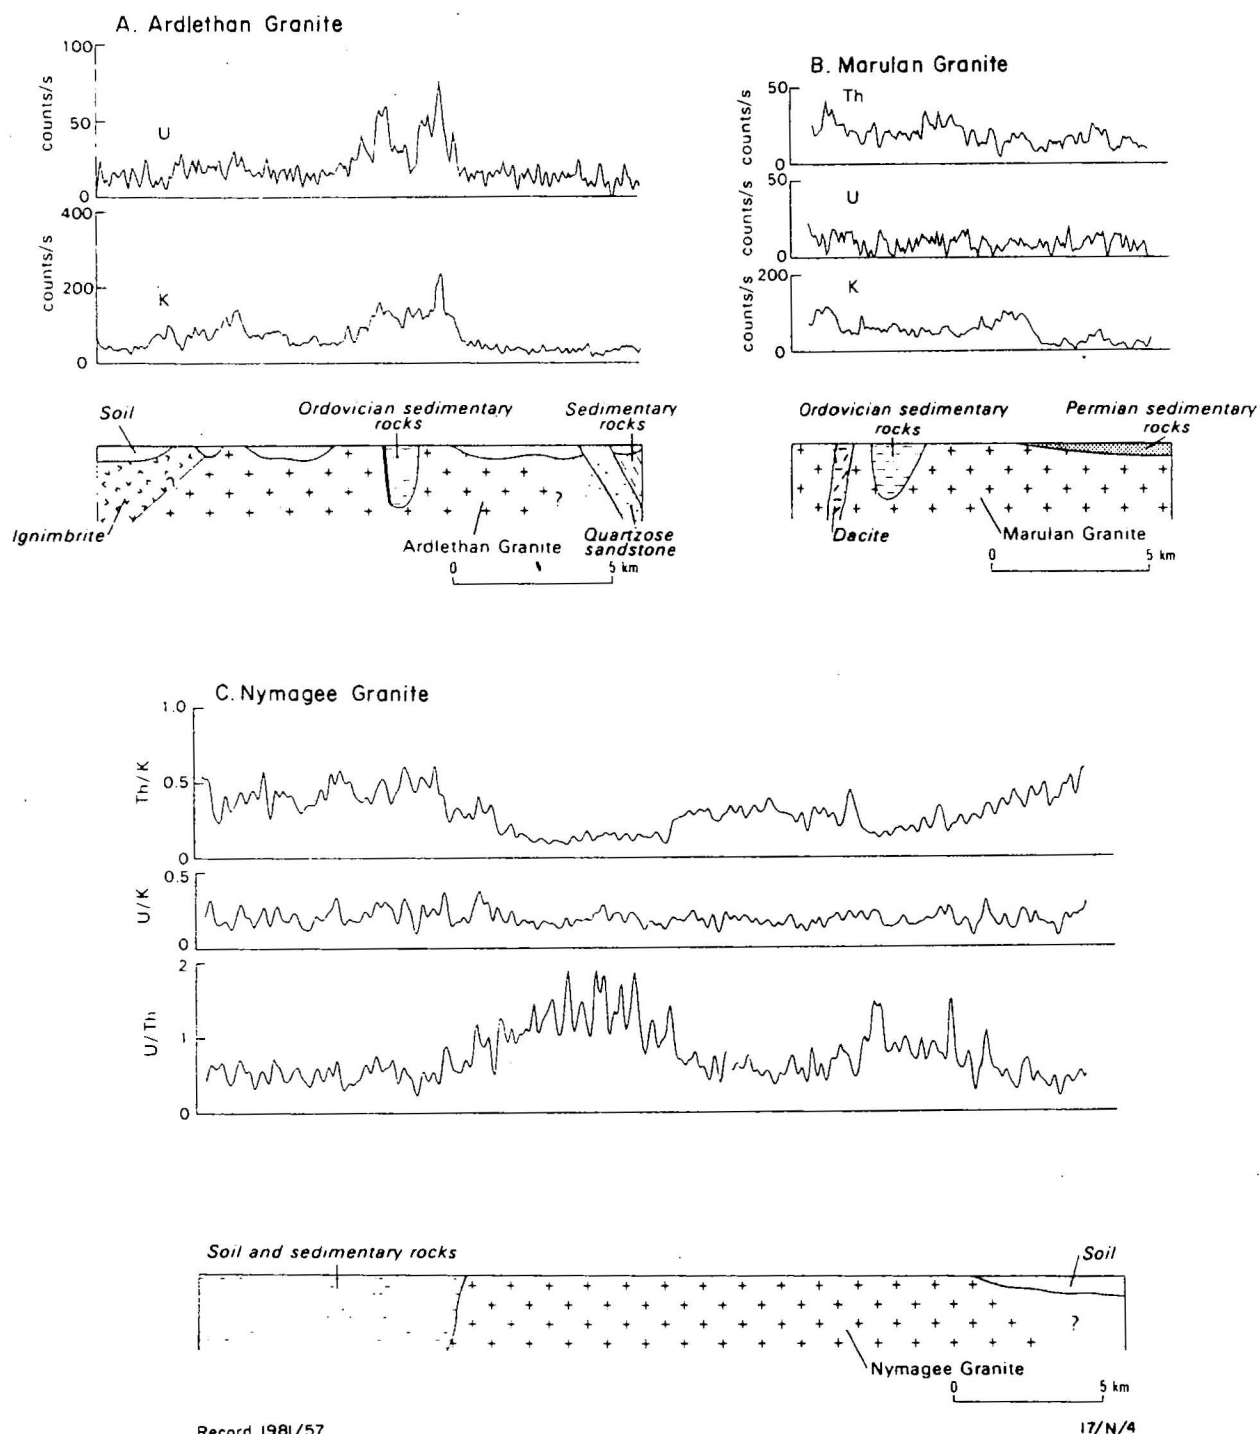 A. Ardlethan Granite
100
50
0
counts/s
U
400
200
0
counts/s
K
Soil
Ordovician sedimentary
rocks
Sedimentary
rocks
Ignimbrite
Ardlethan Granite
?
Quartzose
sandstone
0 5 km
B. Marulan Granite
50
0
counts/s
Th
50
0
counts/s
U
200
0
counts/s
K
Ordovician sedimentary
rocks
Permian sedimentary
rocks
Dacite
Marulan Granite
0 5 km
C. Nymagee Granite
1.0
0.5
0
Th/K
0.5
0
U/K
2
1
0
U/Th
Soil and sedimentary rocks
Soil
?
Nymagee Granite
0 5 km
Record 1981/57
17/N/4